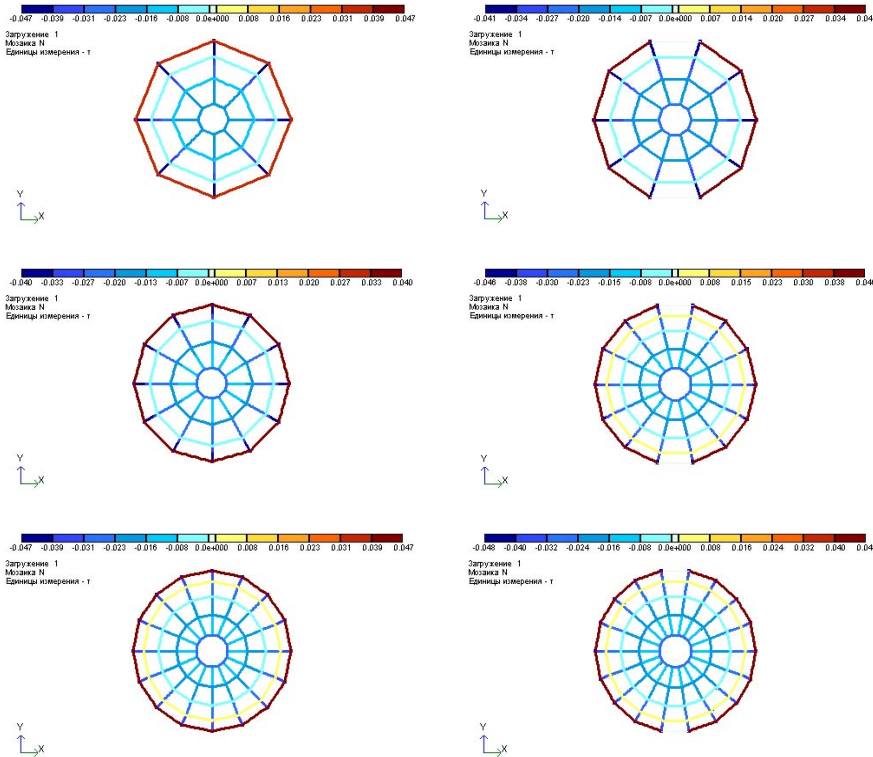 -0.047 -0.039 -0.031 -0.023 -0.016 -0.008 0.0e+000 0.008 0.016 0.023 0.031 0.039 0.047
Загружение 1
Мозаика N
Единицы измерения - т
Y
X
-0.041 -0.034 -0.027 -0.020 -0.014 -0.007 0.0e+000 0.007 0.014 0.020 0.027 0.034 0.04
Загружение 1
Мозаика N
Единицы измерения - т
Y
X
-0.040 -0.033 -0.027 -0.020 -0.013 -0.007 0.0e+000 0.007 0.013 0.020 0.027 0.033 0.040
Загружение 1
Мозаика N
Единицы измерения - т
Y
X
-0.046 -0.038 -0.031 -0.023 -0.015 -0.008 0.0e+000 0.008 0.015 0.023 0.031 0.038 0.046
Загружение 1
Мозаика N
Единицы измерения - т
Y
X
-0.047 -0.039 -0.031 -0.023 -0.016 -0.008 0.0e+000 0.008 0.016 0.023 0.031 0.039 0.047
Загружение 1
Мозаика N
Единицы измерения - т
Y
X
-0.048 -0.040 -0.032 -0.024 -0.016 -0.008 0.0e+000 0.008 0.016 0.024 0.032 0.040 0.04
Загружение 1
Мозаика N
Единицы измерения - т
Y
X